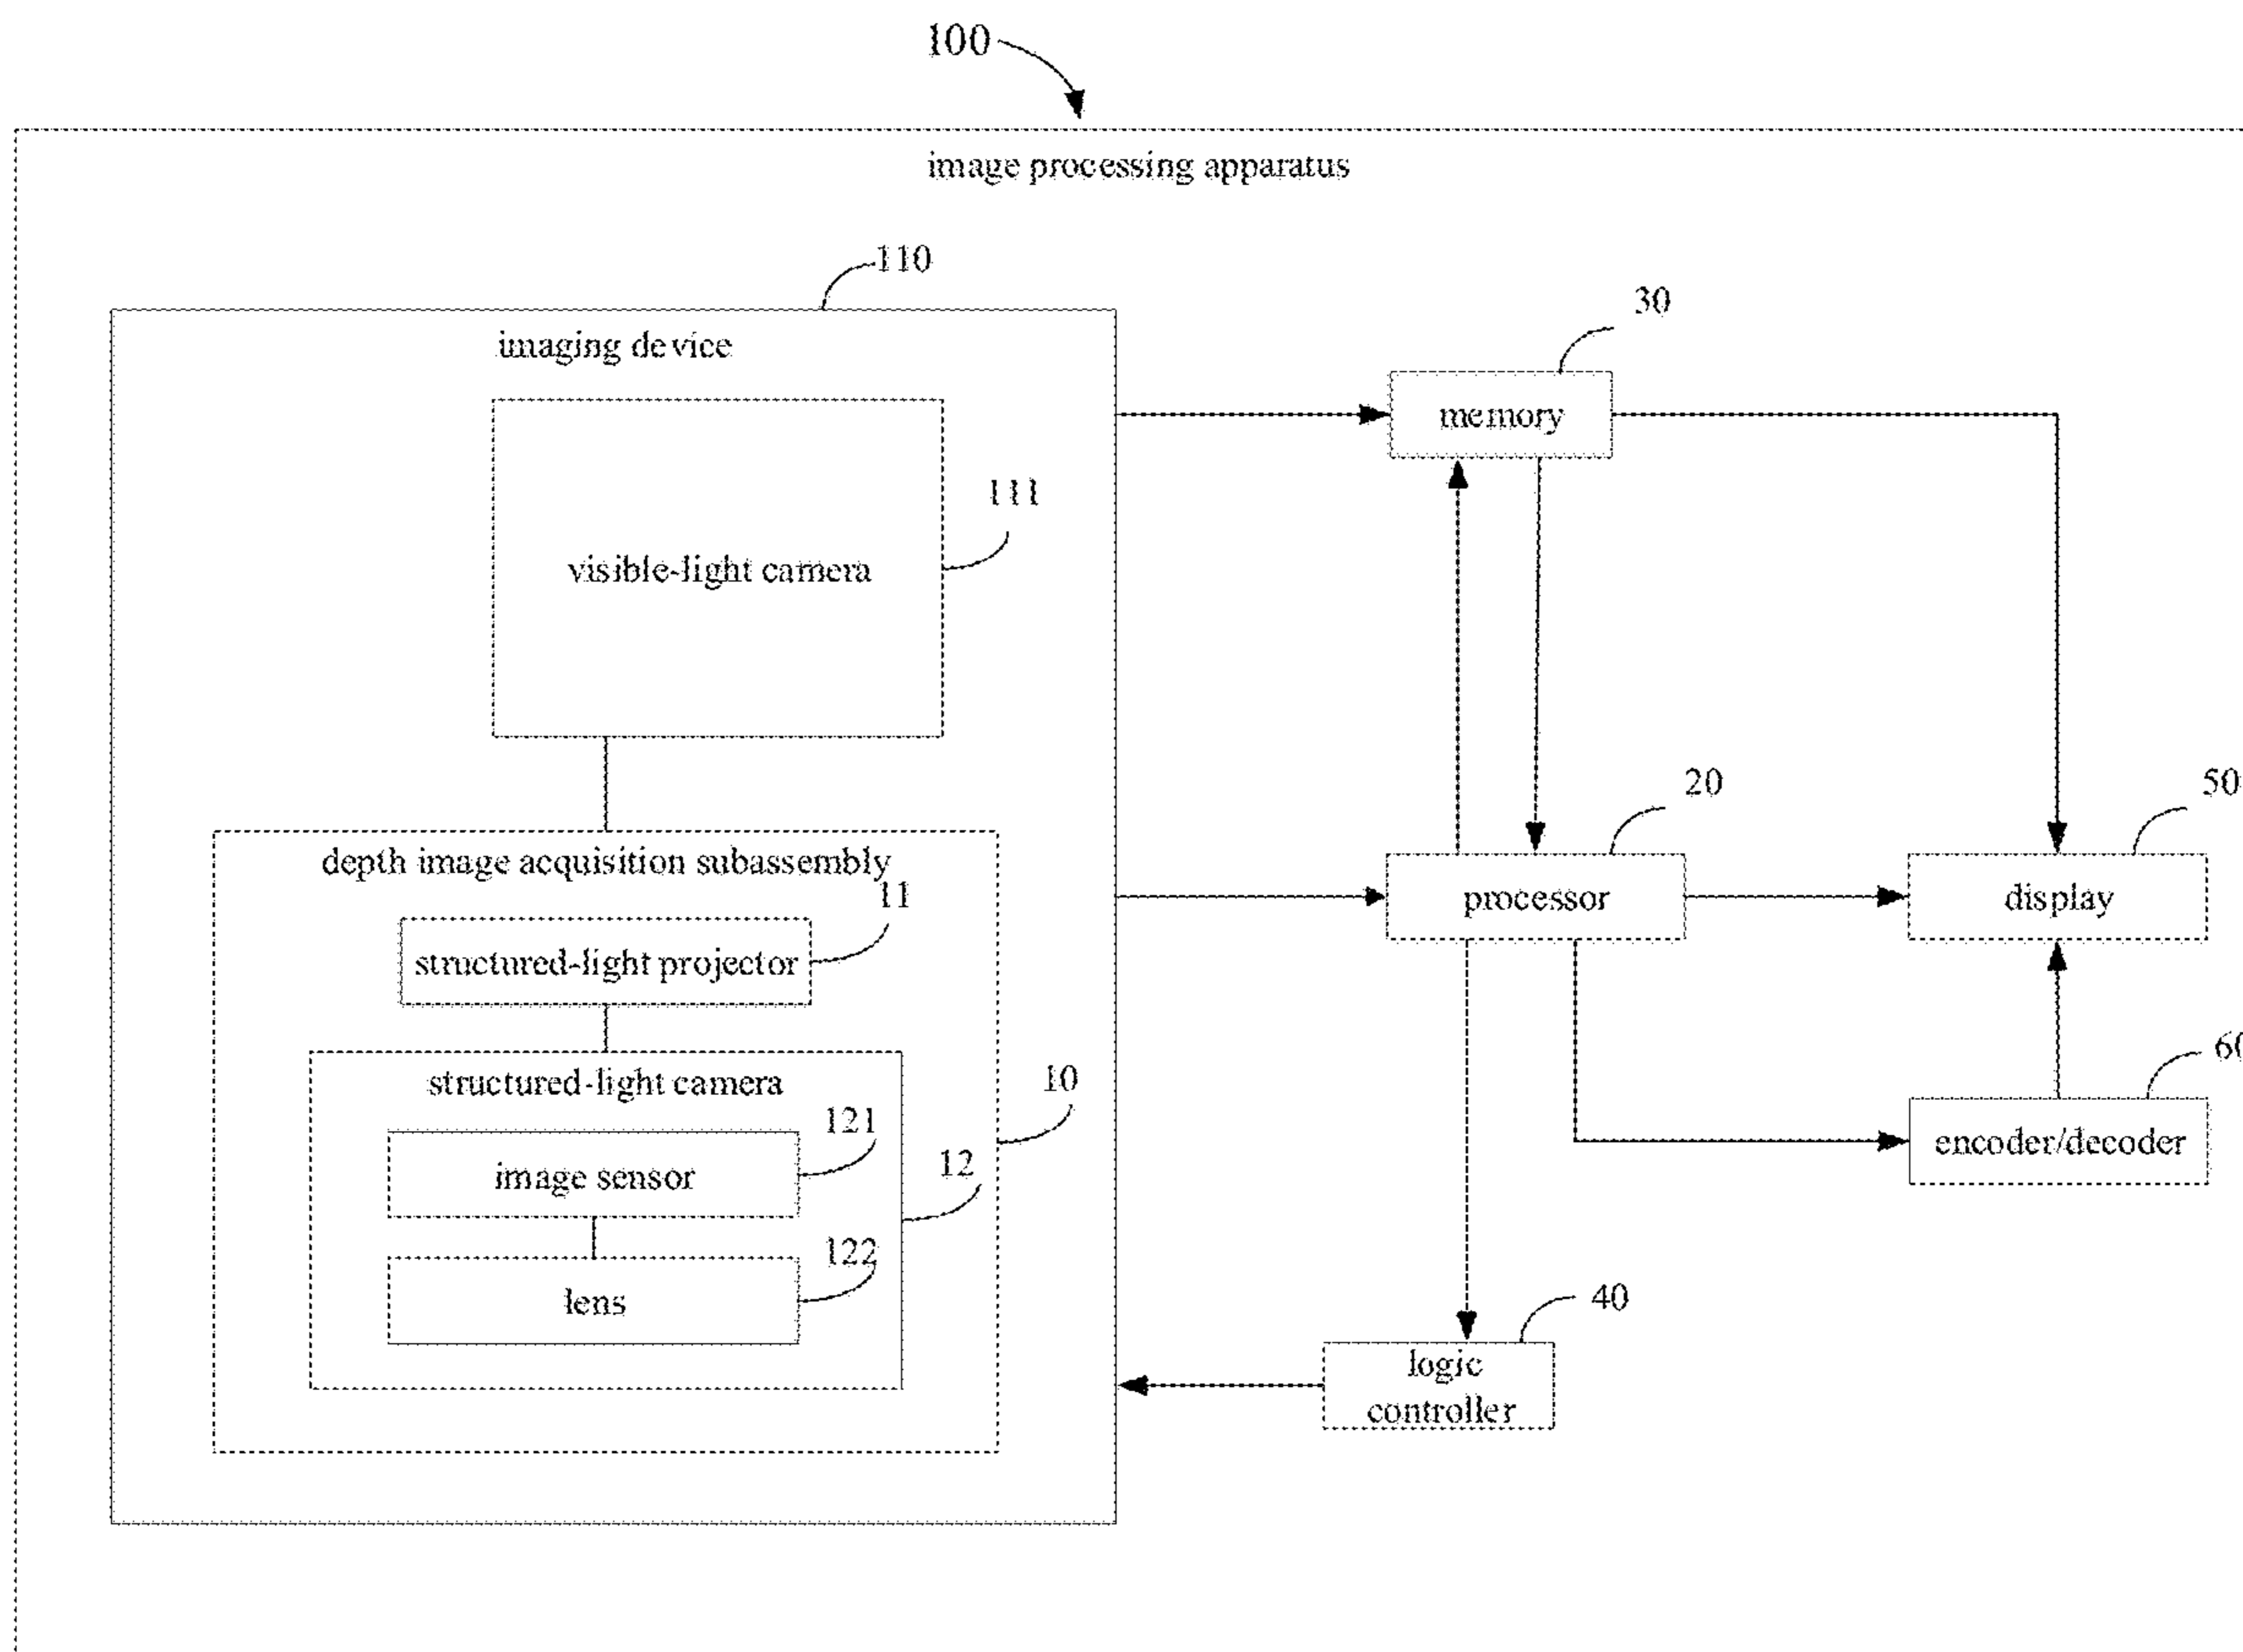 100
image processing apparatus
110
imaging device
30
memory
111
visible-light camera
20
50
depth image acquisition subassembly
11
processor
display
structured-light projector
60
structured-light camera
10
121
encoder/decoder
12
image sensor
122
lens
40
logic
controller